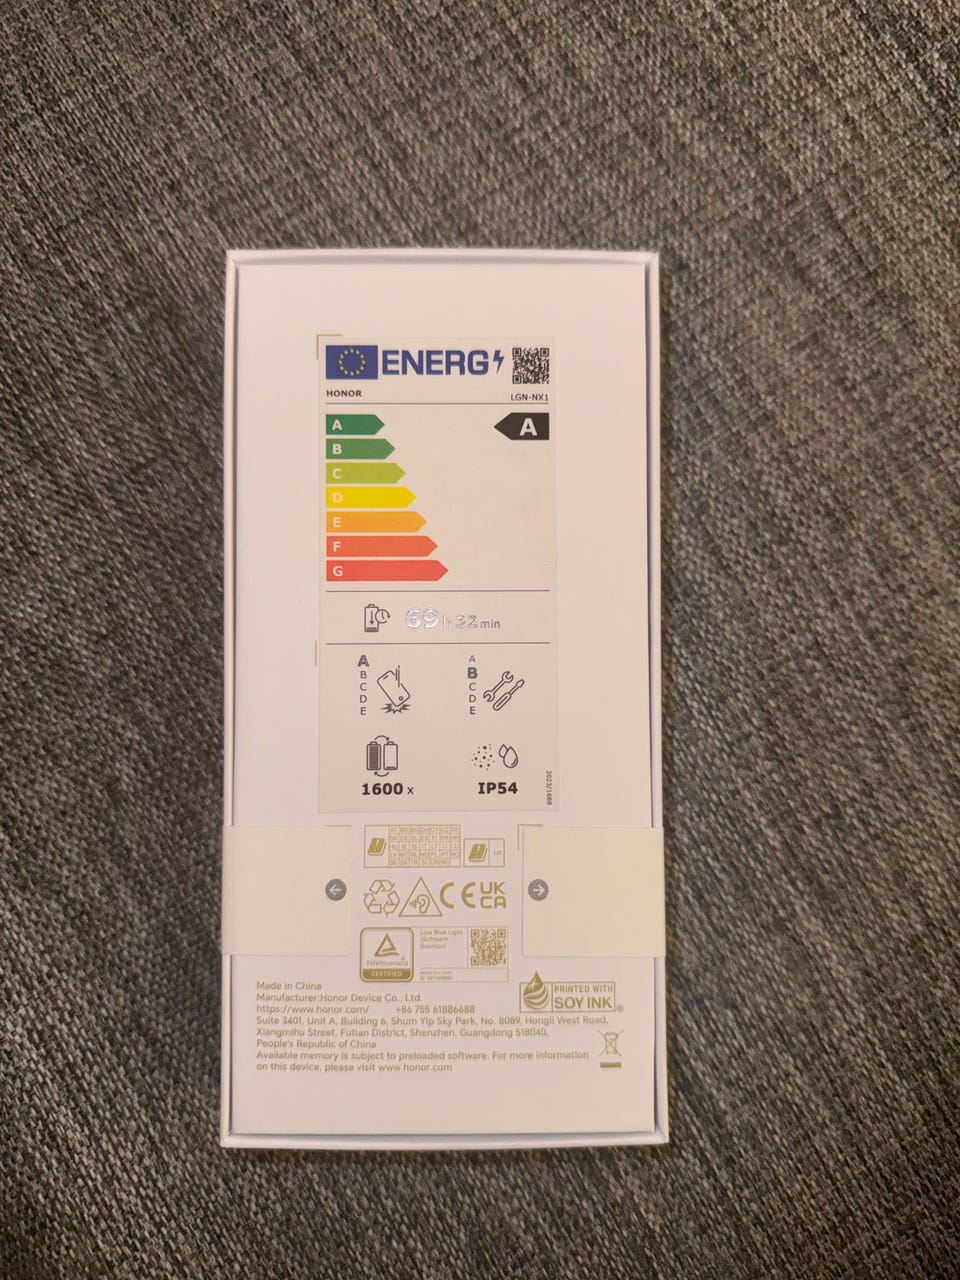 ENERG
HONOR
LGN-NX1
A
A
B
C
D
E
F
G
69 h 32 min
A
B
C
D
E
A
B
C
D
E
1600 x
IP54
2023/1669
UK
CE
UK
CA
TÜVRheinland
CERTIFIED
Low Blue Light
(Software
Solution)
www.tuv.com
Made in China
Manufacturer:Honor Device Co., Ltd.
https://www.honor.com/ +86 755 61886688
PRINTED WITH
SOY INK
Suite 3401, Unit A, Building 6, Shum Yip Sky Park, No. 8089, Hongli West Road,
Xiangmihu Street, Futian District, Shenzhen, Guangdong 518040,
People's Republic of China
Available memory is subject to preloaded software. For more information
on this device, please visit www.honor.com